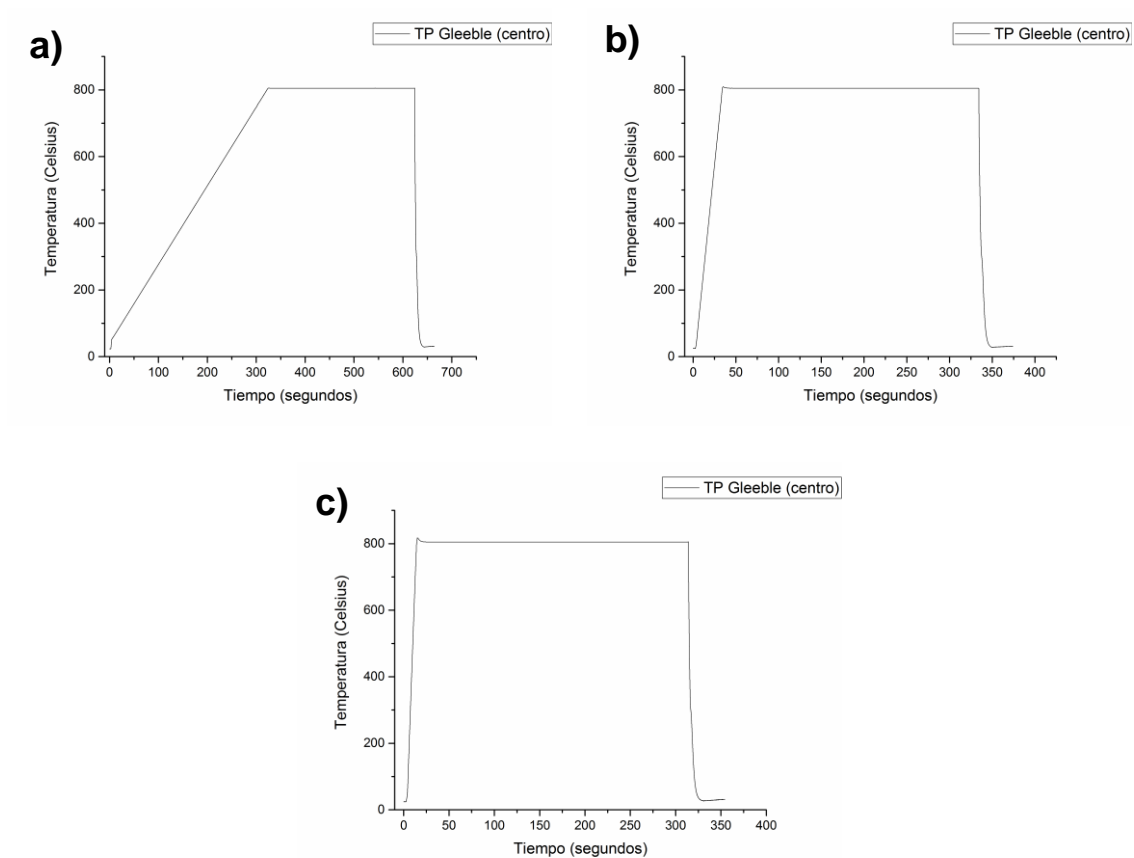 a)
TP Gleeble (centro)
Temperatura (Celsius)
800
600
400
200
0
0 100 200 300 400 500 600 700
Tiempo (segundos)
b)
TP Gleeble (centro)
Temperatura (Celsius)
800
600
400
200
0
0 50 100 150 200 250 300 350 400
Tiempo (segundos)
c)
TP Gleeble (centro)
Temperatura (Celsius)
800
600
400
200
0
0 50 100 150 200 250 300 350 400
Tiempo (segundos)